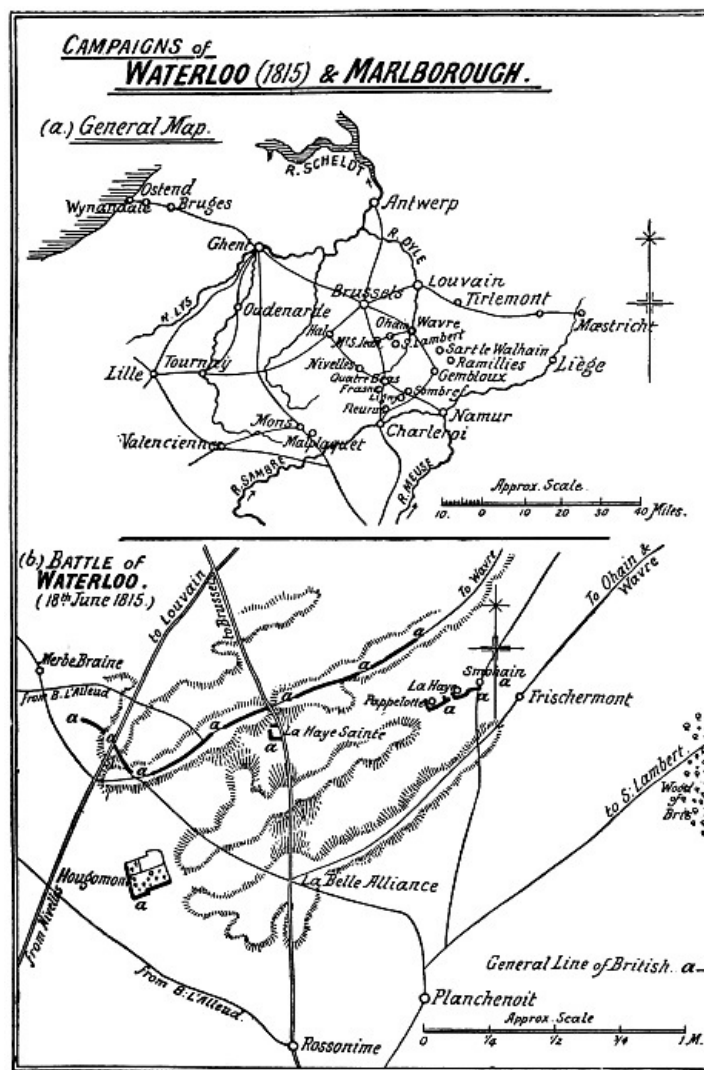 CAMPAIGNS of
WATERLOO (1815) & MARLBOROUGH.
(a.) General Map.
R. SCHELDT
Ostend
Wynandale
Bruges
Antwerp
Ghent
R. DYLE
Louvain
Brussels
Tirlemont
Mæstricht
R. LYS
Oudenarde
Hal
Ohain
Wavre
Mt. S. Jean
S. Lambert
Sart le Walhain
Ramillies
Liège
Lille
Tournay
Nivelles
Gembloux
Quatre Bras
Frasne
Sombref
Ligny
Fleurus
Namur
Mons
Malplaquet
Charleroi
Valenciennes
R. SAMBRE
R. MEUSE
Approx. Scale.
10. 0 10 20 30 40 Miles.
(b.) BATTLE of
WATERLOO.
(18th June 1815.)
to Louvain
to Brussels
To Wavre
To Ohain &
Wavre
Merbe Braine
from B. L'Alleud
a
a
a
a
a
a
La Haye
Smohain
a
Pappelotte
a
a
Frischermont
La Haye Sainte
a
to S. Lambert
Wood
of
Bris
Hougomont
a
La Belle Alliance
from Nivelles
General Line of British. a
from B. L'Alleud.
Planchenoit
Approx. Scale
0 1/4 1/2 3/4 1 M.
Rossonime